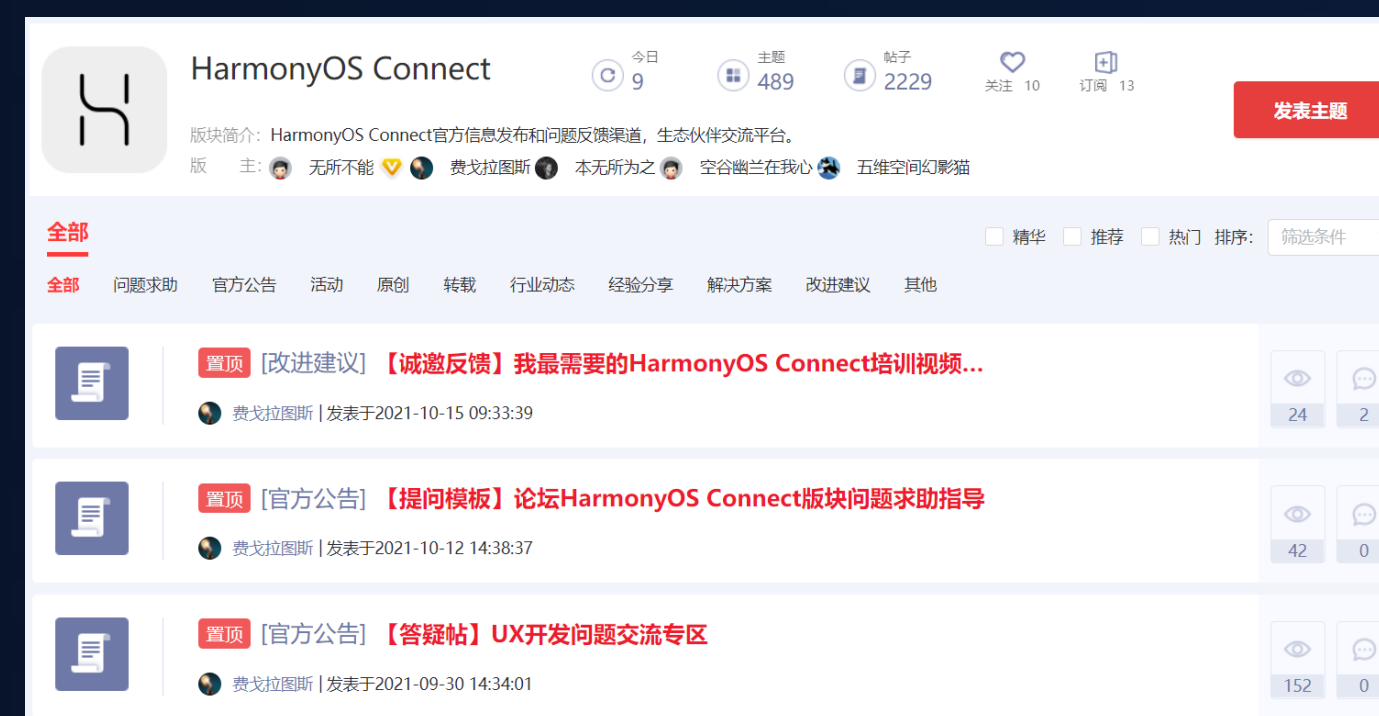 HarmonyOS Connect
今日 9
主题 489
帖子 2229
关注 10
订阅 13
发表主题
版块简介：HarmonyOS Connect官方信息发布和问题反馈渠道，生态伙伴交流平台。
版 主： 无所不能 费戈拉图斯 本无所为之 空谷幽兰在我心 五维空间幻影猫
全部
精华 推荐 热门 排序： 筛选条件
全部 问题求助 官方公告 活动 原创 转载 行业动态 经验分享 解决方案 改进建议 其他
置顶 [改进建议] 【诚邀反馈】我最需要的HarmonyOS Connect培训视频...
费戈拉图斯 | 发表于2021-10-15 09:33:39
24 2
置顶 [官方公告] 【提问模板】论坛HarmonyOS Connect版块问题求助指导
费戈拉图斯 | 发表于2021-10-12 14:38:37
42 0
置顶 [官方公告] 【答疑帖】UX开发问题交流专区
费戈拉图斯 | 发表于2021-09-30 14:34:01
152 0